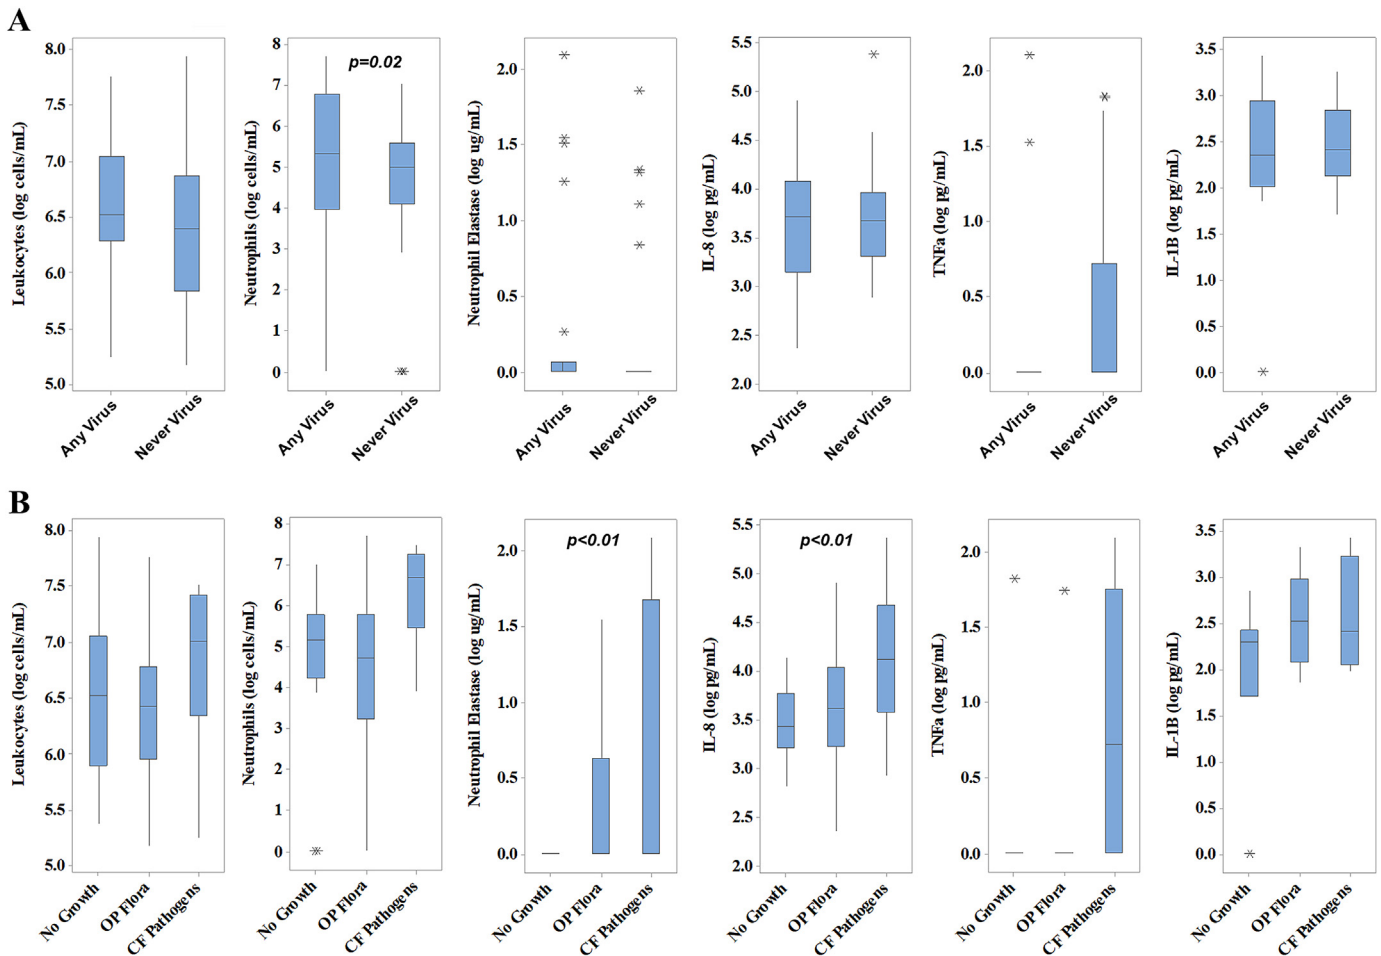 A
Leukocytes (log cells/mL)
8.0
7.5
7.0
6.5
6.0
5.5
5.0
Any Virus
Never Virus
Neutrophils (log cells/mL)
8
7
6
5
4
3
2
1
0
p=0.02
Any Virus
Never Virus
Neutrophil Elastase (log ug/mL)
2.0
1.5
1.0
0.5
0.0
Any Virus
Never Virus
IL-8 (log pg/mL)
5.5
5.0
4.5
4.0
3.5
3.0
2.5
2.0
Any Virus
Never Virus
TNFa (log pg/mL)
2.0
1.5
1.0
0.5
0.0
Any Virus
Never Virus
IL-1B (log pg/mL)
3.5
3.0
2.5
2.0
1.5
1.0
0.5
0.0
Any Virus
Never Virus
B
Leukocytes (log cells/mL)
8.0
7.5
7.0
6.5
6.0
5.5
5.0
No Growth
OP Flora
CF Pathogens
Neutrophils (log cells/mL)
8
7
6
5
4
3
2
1
0
No Growth
OP Flora
CF Pathogens
Neutrophil Elastase (log ug/mL)
2.0
1.5
1.0
0.5
0.0
p<0.01
No Growth
OP Flora
CF Pathogens
IL-8 (log pg/mL)
5.5
5.0
4.5
4.0
3.5
3.0
2.5
2.0
p<0.01
No Growth
OP Flora
CF Pathogens
TNFa (log pg/mL)
2.0
1.5
1.0
0.5
0.0
No Growth
OP Flora
CF Pathogens
IL-1B (log pg/mL)
3.5
3.0
2.5
2.0
1.5
1.0
0.5
0.0
No Growth
OP Flora
CF Pathogens